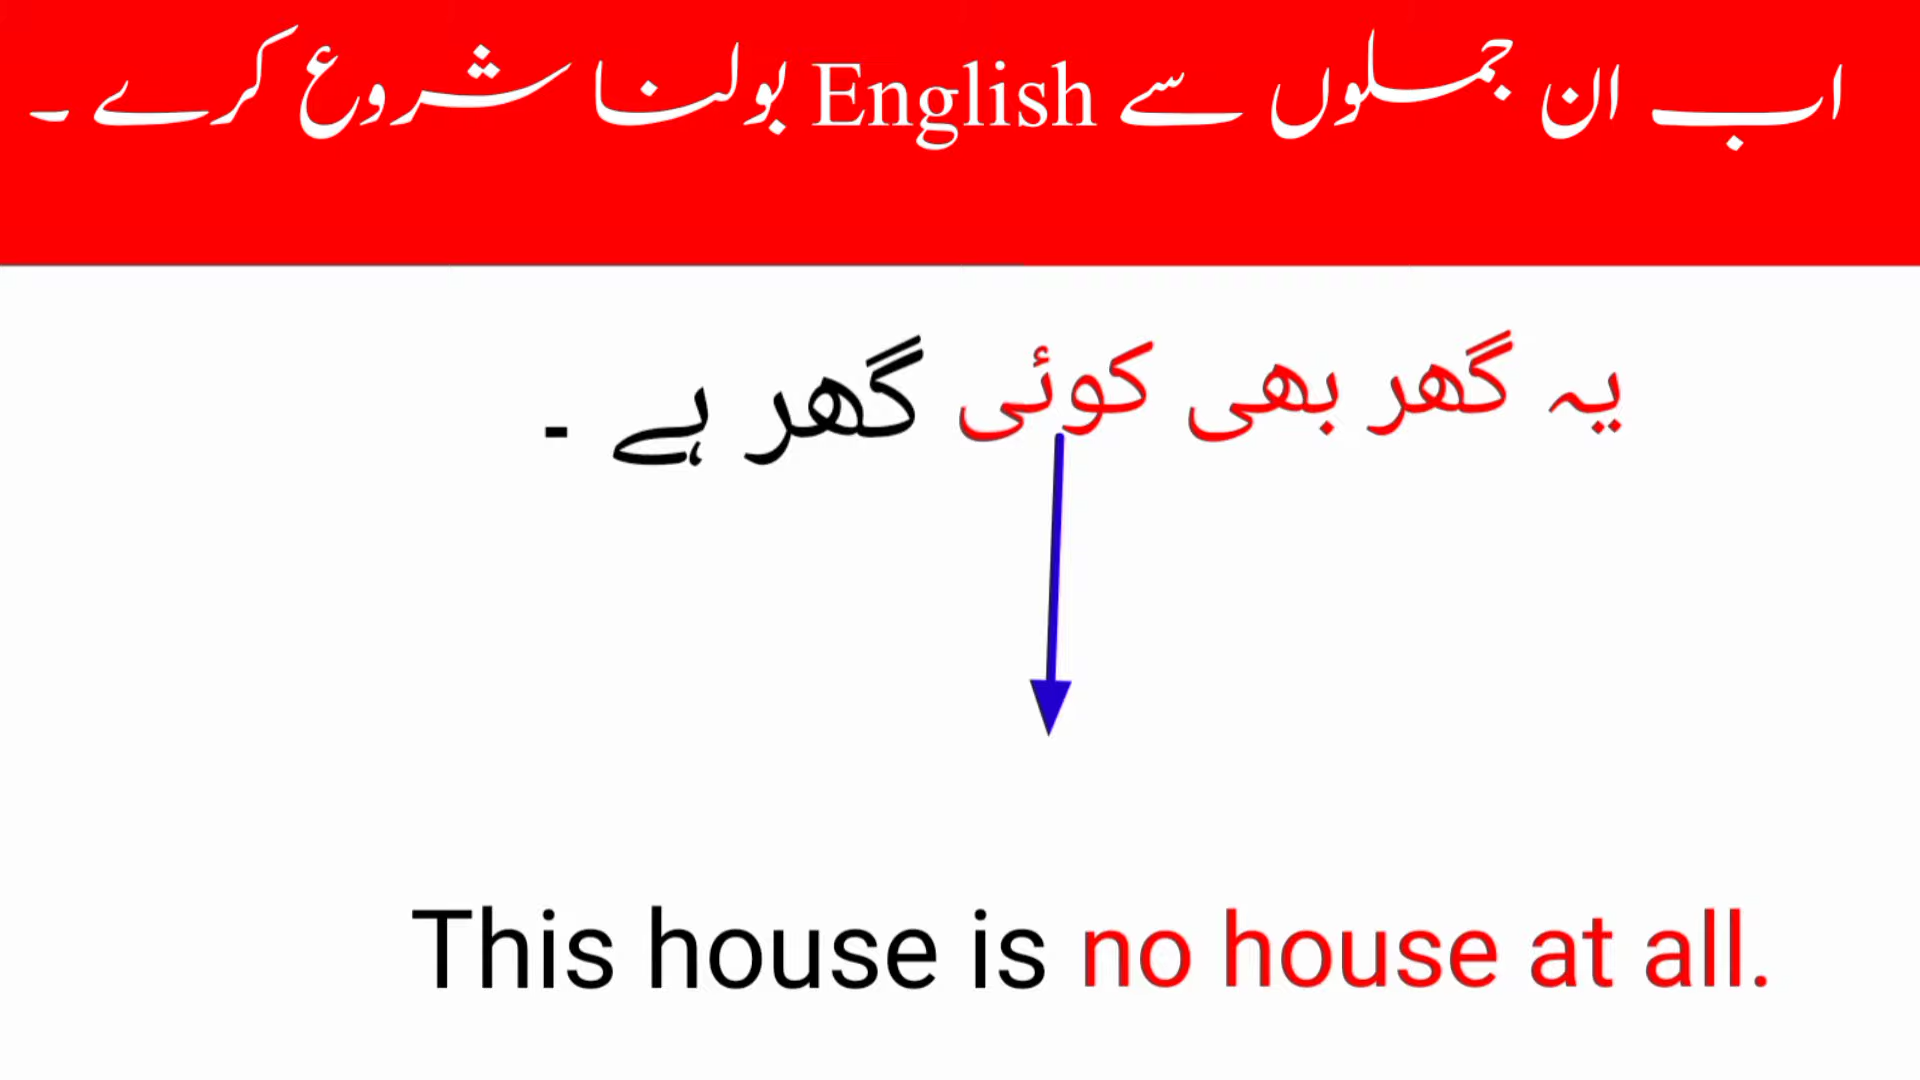 اب ان جملوں سے English بولنا شروع کرے ۔
یہ گھر بھی کوئی گھر ہے ۔
This house is no house at all.